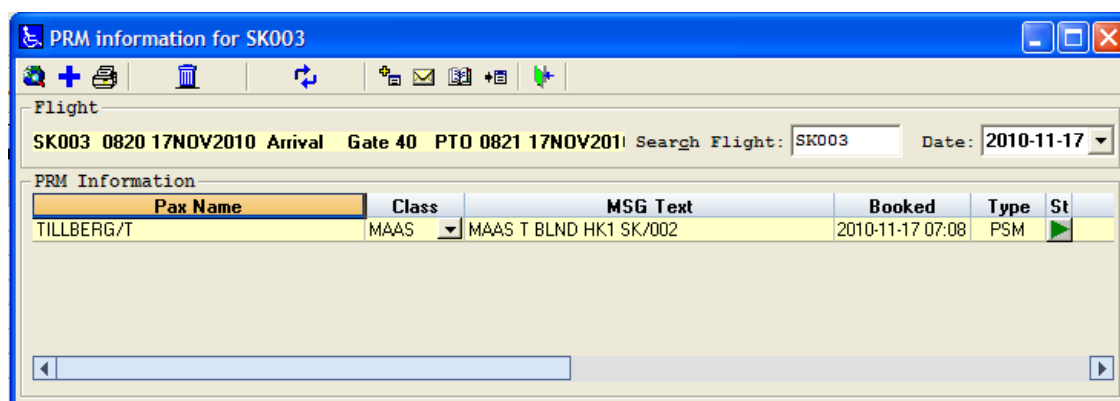 PRM information for SK003
Flight
SK003 0820 17NOV2010 Arrival Gate 40 PTO 0821 17NOV201 Search Flight: SK003 Date: 2010-11-17
PRM Information
Pax Name Class MSG Text Booked Type St
TILLBERG/T MAAS MAAS T BLND HK1 SK/002 2010-11-17 07:08 PSM